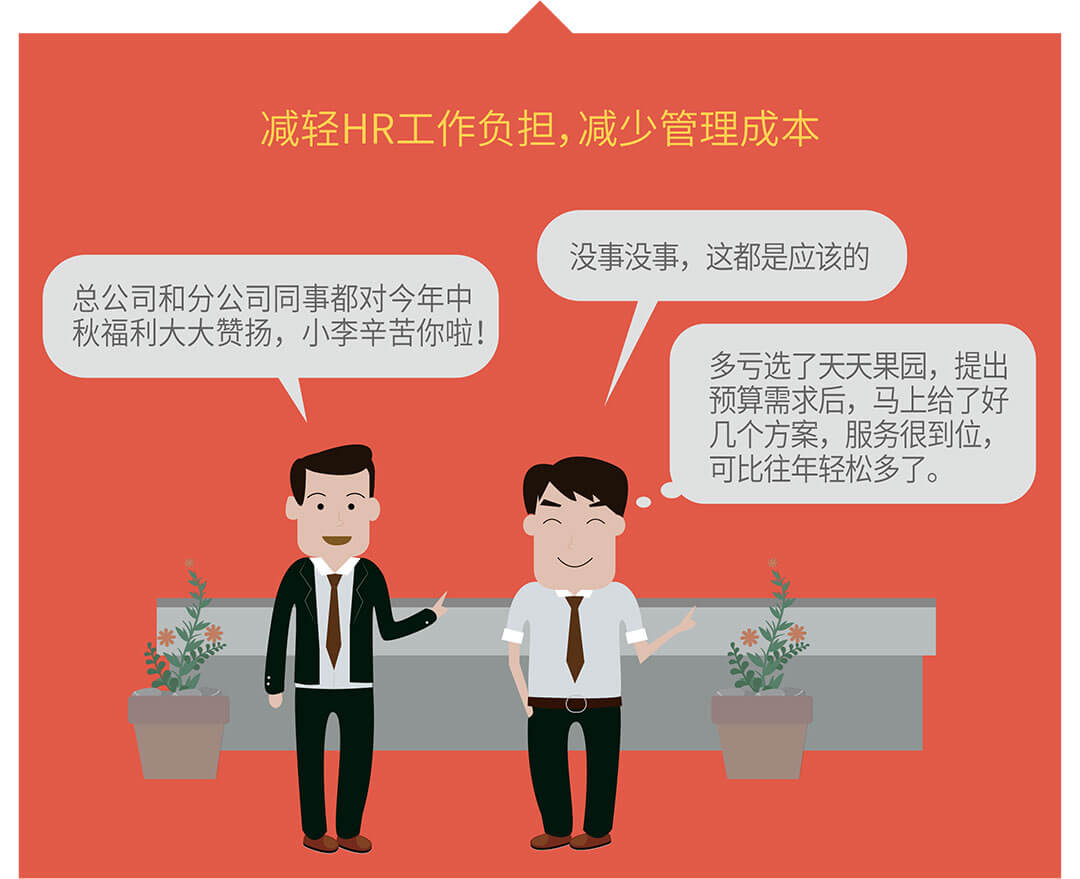 减轻HR工作负担，减少管理成本
没事没事，这都是应该的
总公司和分公司同事都对今年中
秋福利大大赞扬，小李辛苦你啦！
多亏选了天天果园，提出
预算需求后，马上给了好
几个方案，服务很到位，
可比往年轻松多了。